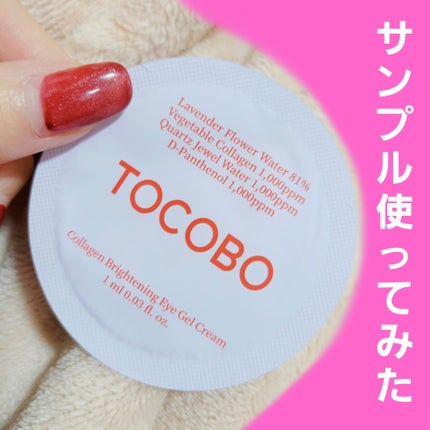 サンプル使ってみた
Lavender Flower Water 81%
Vegetable Collagen 1,000ppm
Quartz Jewel Water 1,000ppm
D-Panthenol 1,000ppm
TOCOBO
Collagen Brightening Eye Gel Cream
1 ml 0.03 fl. oz.